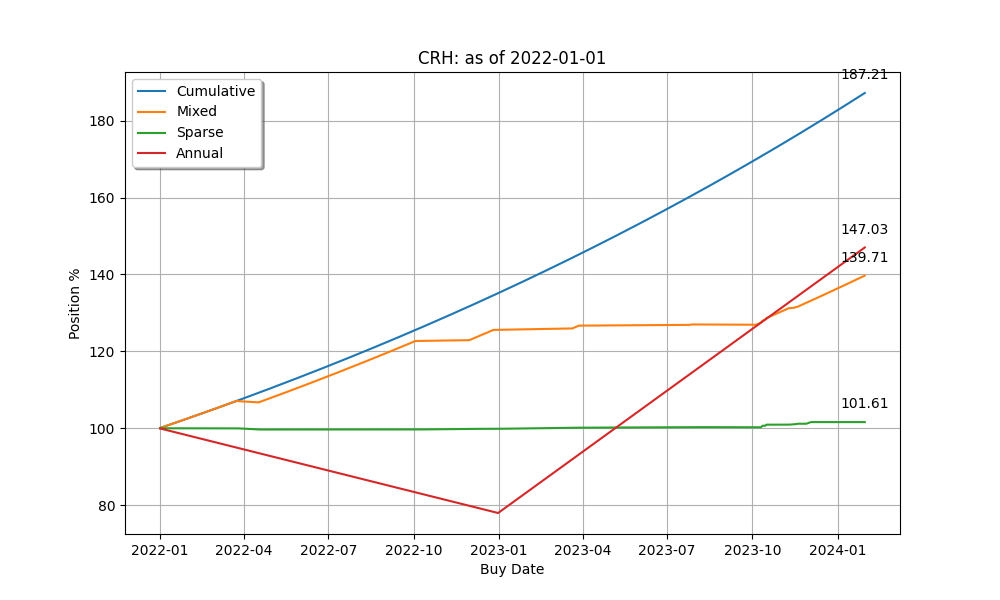 CRH: as of 2022-01-01
Cumulative
Mixed
Sparse
Annual
187.21
147.03
139.71
101.61
180
160
140
120
100
80
Position %
2022-01 2022-04 2022-07 2022-10 2023-01 2023-04 2023-07 2023-10 2024-01
Buy Date